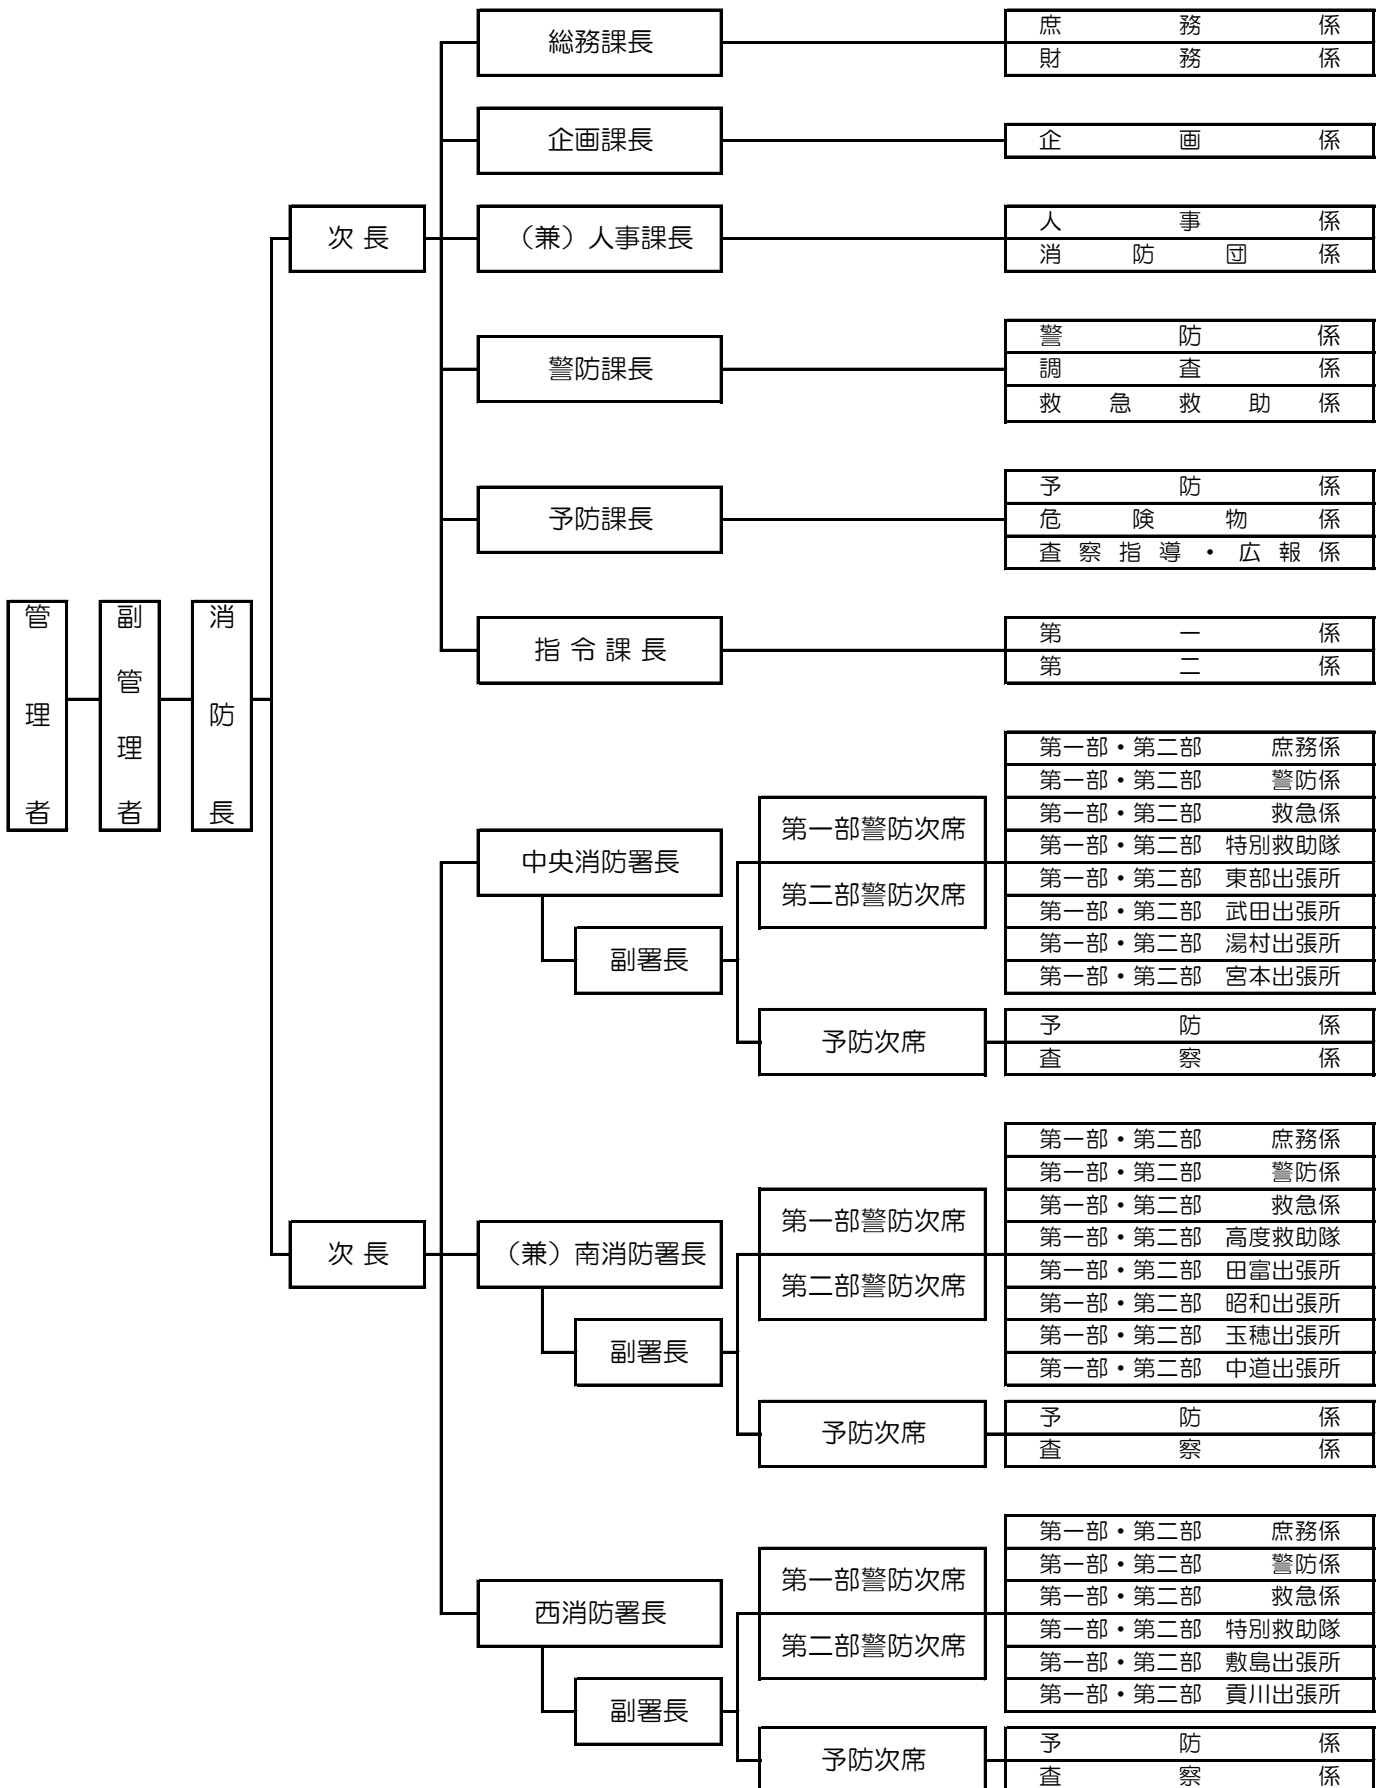 管理者
副管理者
消防長
次長
総務課長
庶務係
財務係
企画課長
企画係
（兼）人事課長
人事係
消防団係
警防課長
警防係
調査係
救急救助係
予防課長
予防係
危険物係
査察指導・広報係
指令課長
第一係
第二係
次長
中央消防署長
副署長
第一部警防次席
第二部警防次席
第一部・第二部 庶務係
第一部・第二部 警防係
第一部・第二部 救急係
第一部・第二部 特別救助隊
第一部・第二部 東部出張所
第一部・第二部 武田出張所
第一部・第二部 湯村出張所
第一部・第二部 宮本出張所
予防次席
予防係
査察係
（兼）南消防署長
副署長
第一部警防次席
第二部警防次席
第一部・第二部 庶務係
第一部・第二部 警防係
第一部・第二部 救急係
第一部・第二部 高度救助隊
第一部・第二部 田富出張所
第一部・第二部 昭和出張所
第一部・第二部 玉穂出張所
第一部・第二部 中道出張所
予防次席
予防係
査察係
西消防署長
副署長
第一部警防次席
第二部警防次席
第一部・第二部 庶務係
第一部・第二部 警防係
第一部・第二部 救急係
第一部・第二部 特別救助隊
第一部・第二部 敷島出張所
第一部・第二部 貢川出張所
予防次席
予防係
査察係